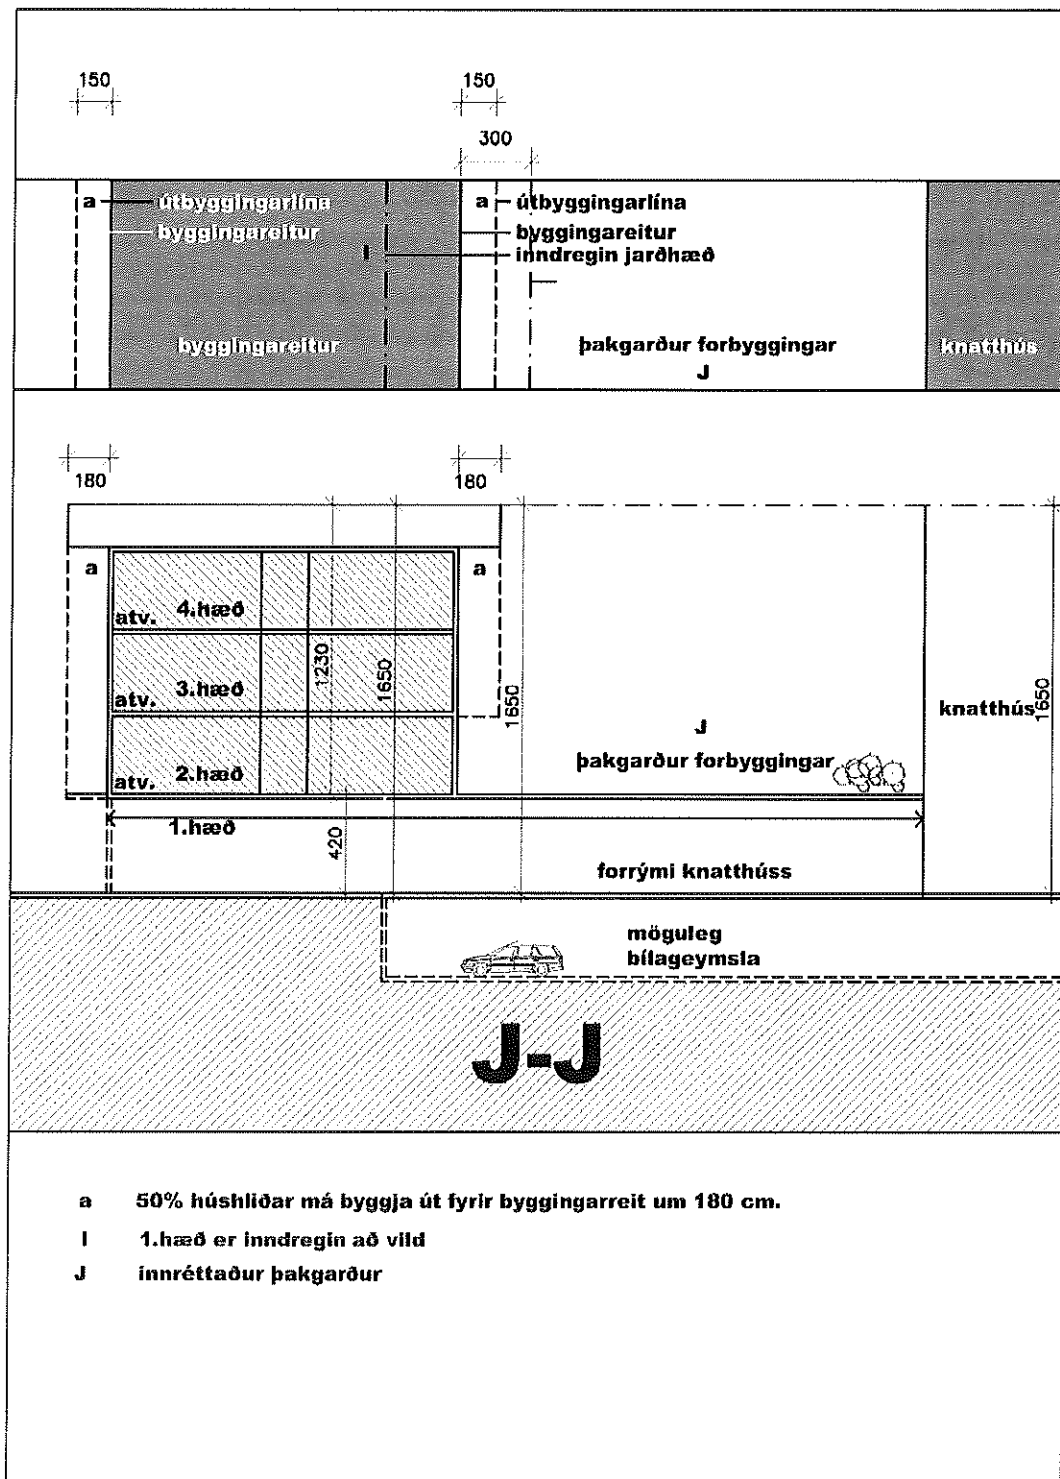 150
150
300
a
útbyggingarlína
a
útbyggingarlína
byggingareitur
byggingareitur
I
inndregin jarðhæð
byggingareitur
þakgarður forbyggingar
knatthús
J
180
180
a
a
4.hæð
atv.
1230
1650
1650
1650
3.hæð
atv.
knatthús
J
þakgarður forbyggingar
2.hæð
atv.
1.hæð
420
forrými knatthúss
möguleg
bílageymsla
J-J
a 50% húshliðar má byggja út fyrir byggingarreit um 180 cm.
I 1.hæð er inndregin að vild
J innréttaður þakgarður